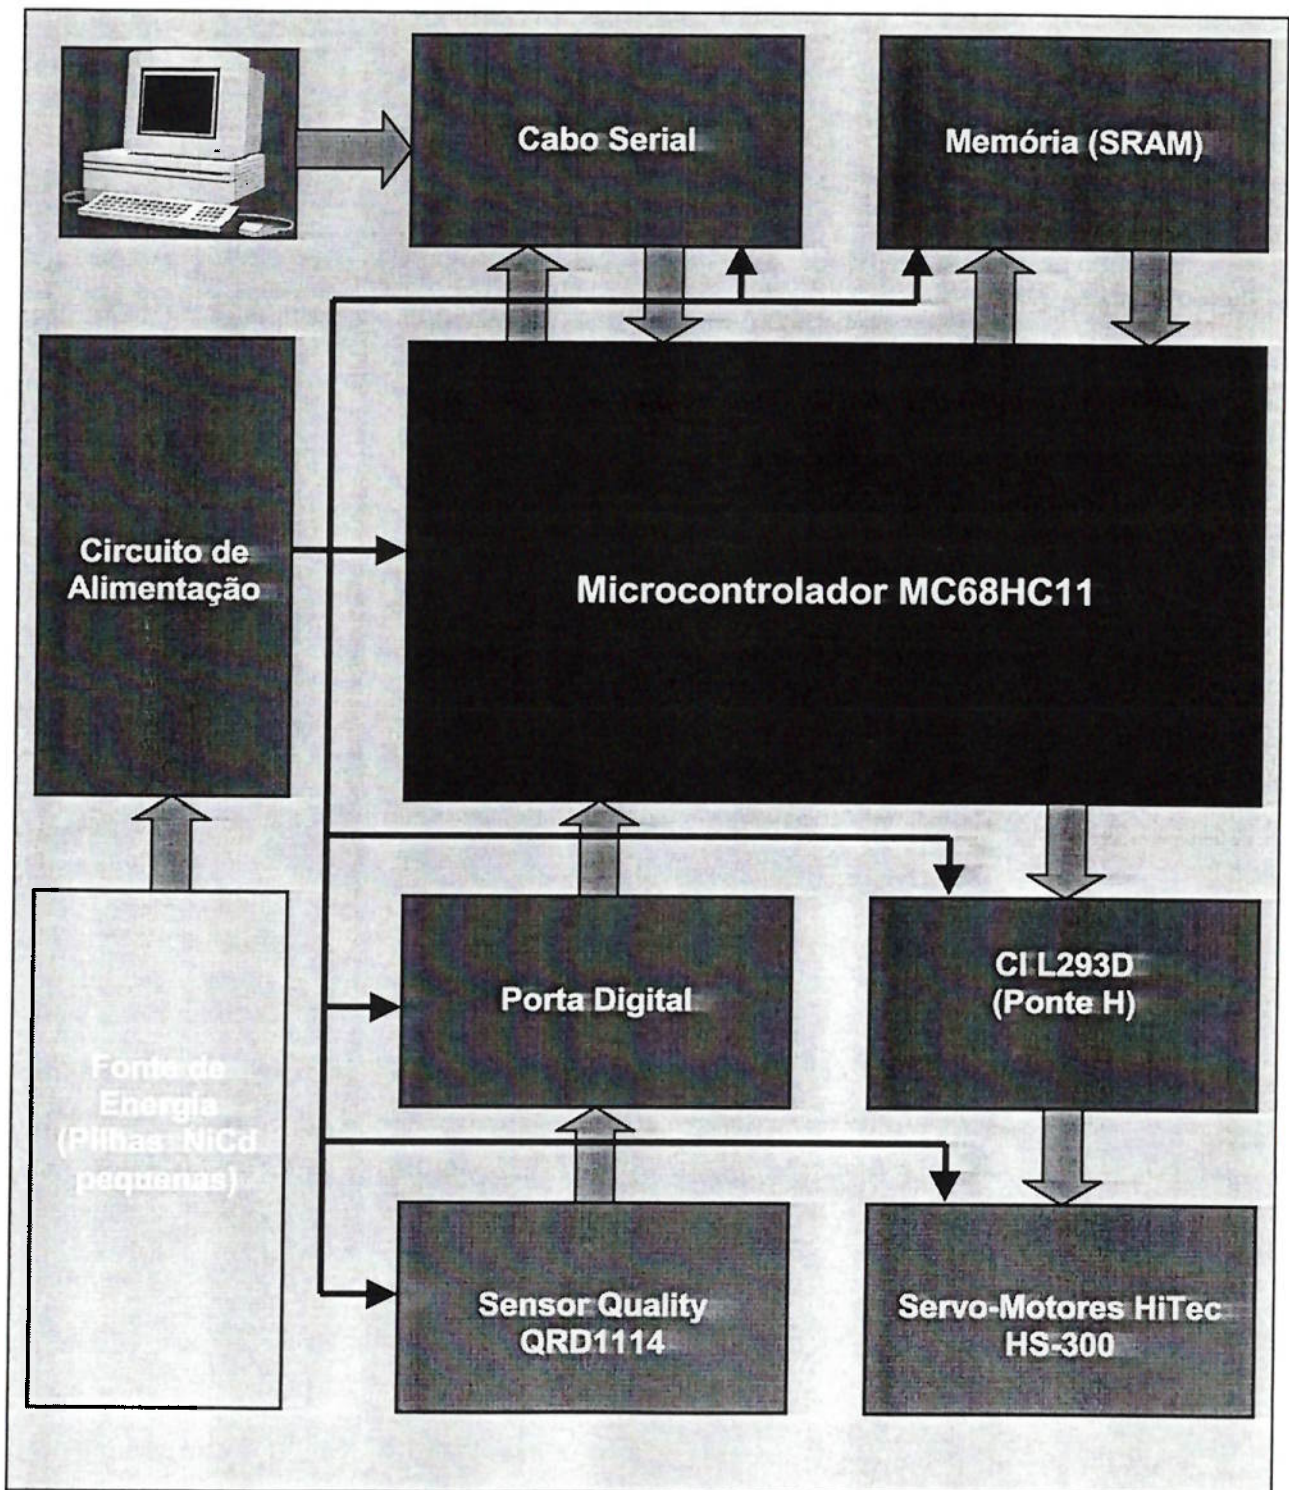 Cabo Serial
Memória (SRAM)
Circuito de
Alimentação
Microcontrolador MC68HC11
Fonte de
Energia
(Pilhas NiCd
pequenas)
Porta Digital
CI L293D
(Ponte H)
Sensor Quality
QRD1114
Servo-Motores HiTec
HS-300